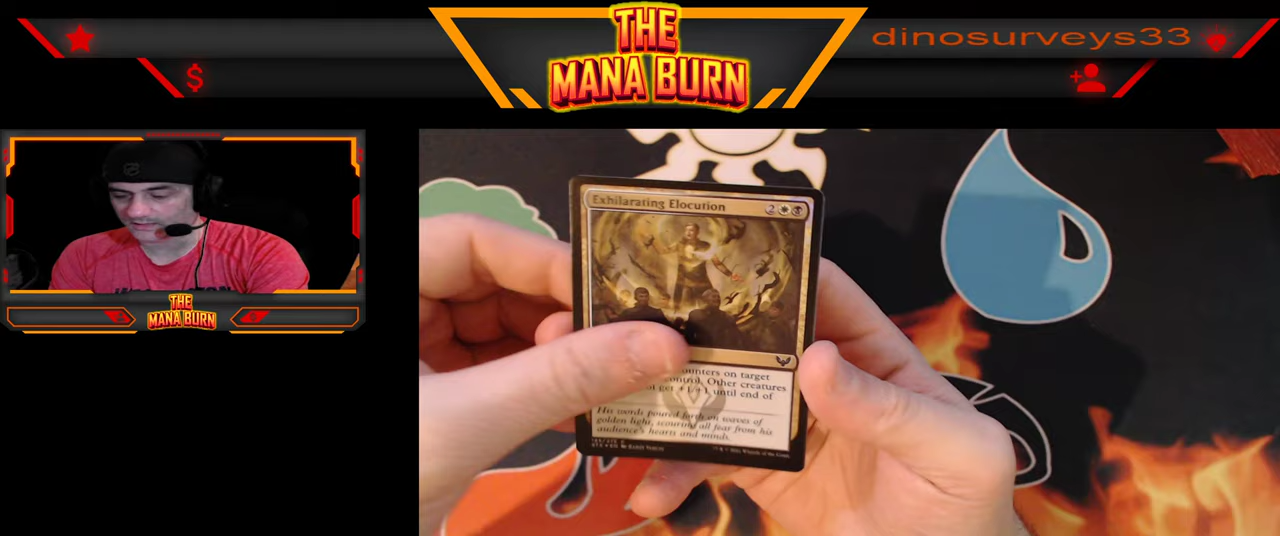 THE
MANA BURN
dinosurveys33
THE
MANA BURN
Exhilarating Elocution
2
counters on target
control. Other creatures
get +1/+1 until end of
His words poured forth on waves of
golden light, scouring all fear from his
audience's hearts and minds.